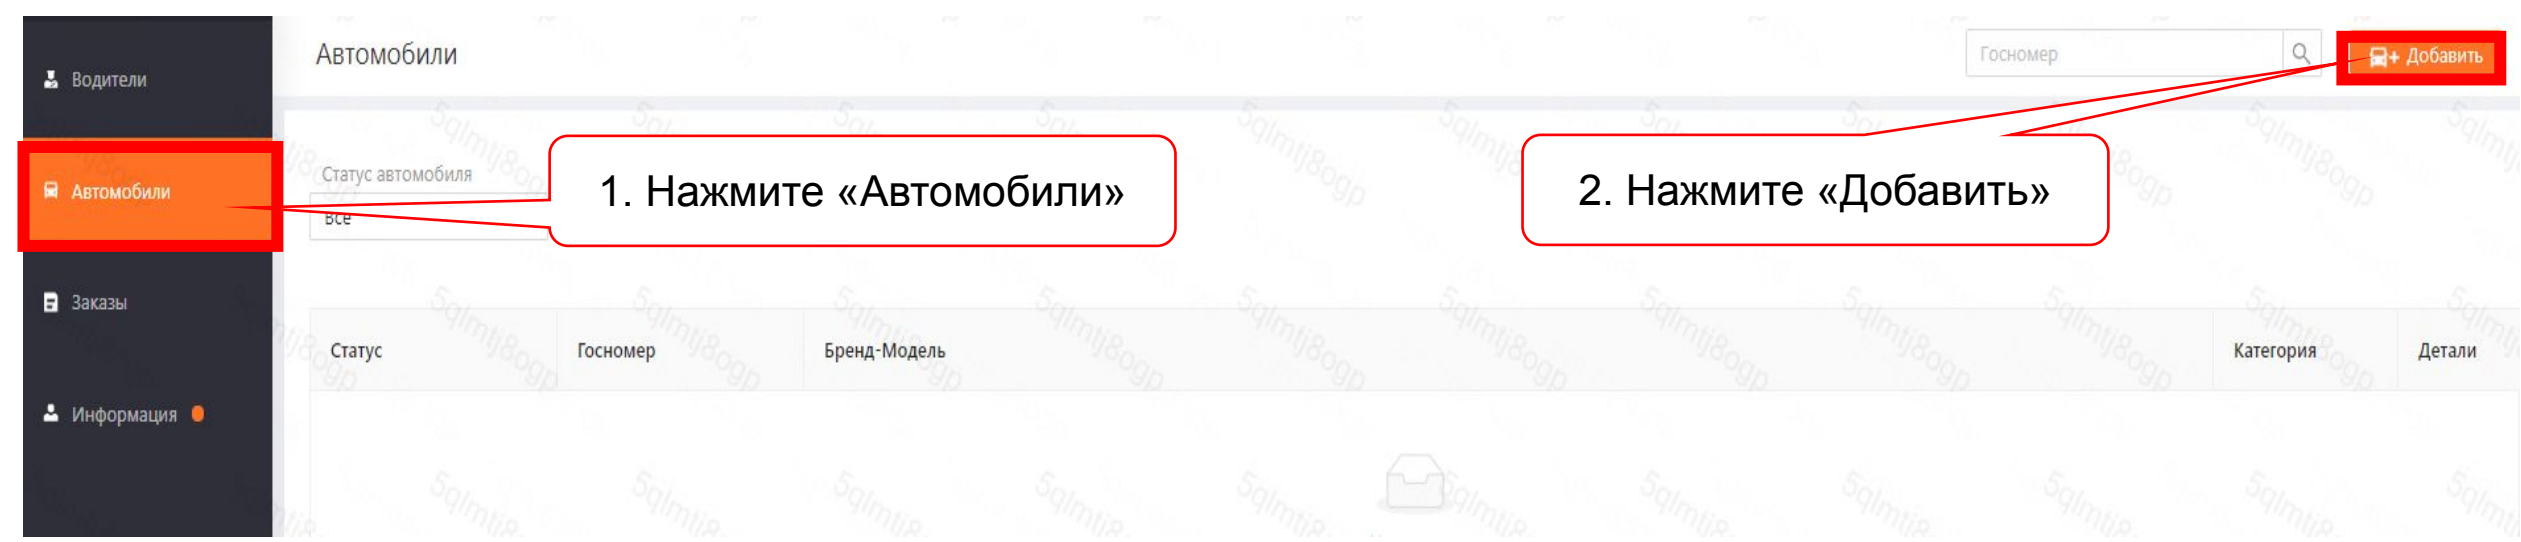 Автомобили
Госномер
Добавить
Водители
Автомобили
Заказы
Информация
Статус автомобиля
Все
1. Нажмите «Автомобили»
2. Нажмите «Добавить»
Статус Госномер Бренд-Модель Категория Детали
5qlmtj8ogp